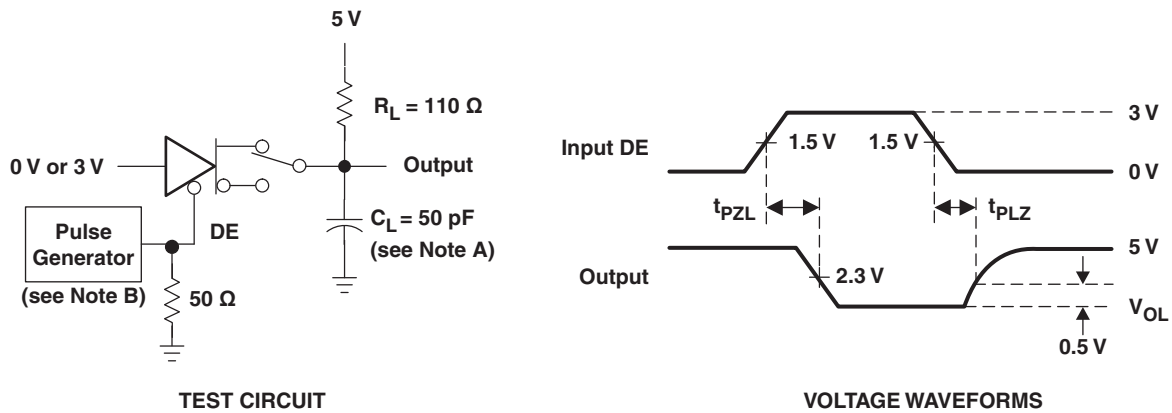 5 V
R_L = 110 Ω
0 V or 3 V
Output
Pulse
Generator
DE
C_L = 50 pF
(see Note A)
(see Note B)
50 Ω
TEST CIRCUIT
3 V
Input DE
1.5 V
1.5 V
0 V
t_PZL
t_PLZ
5 V
Output
2.3 V
V_OL
0.5 V
VOLTAGE WAVEFORMS